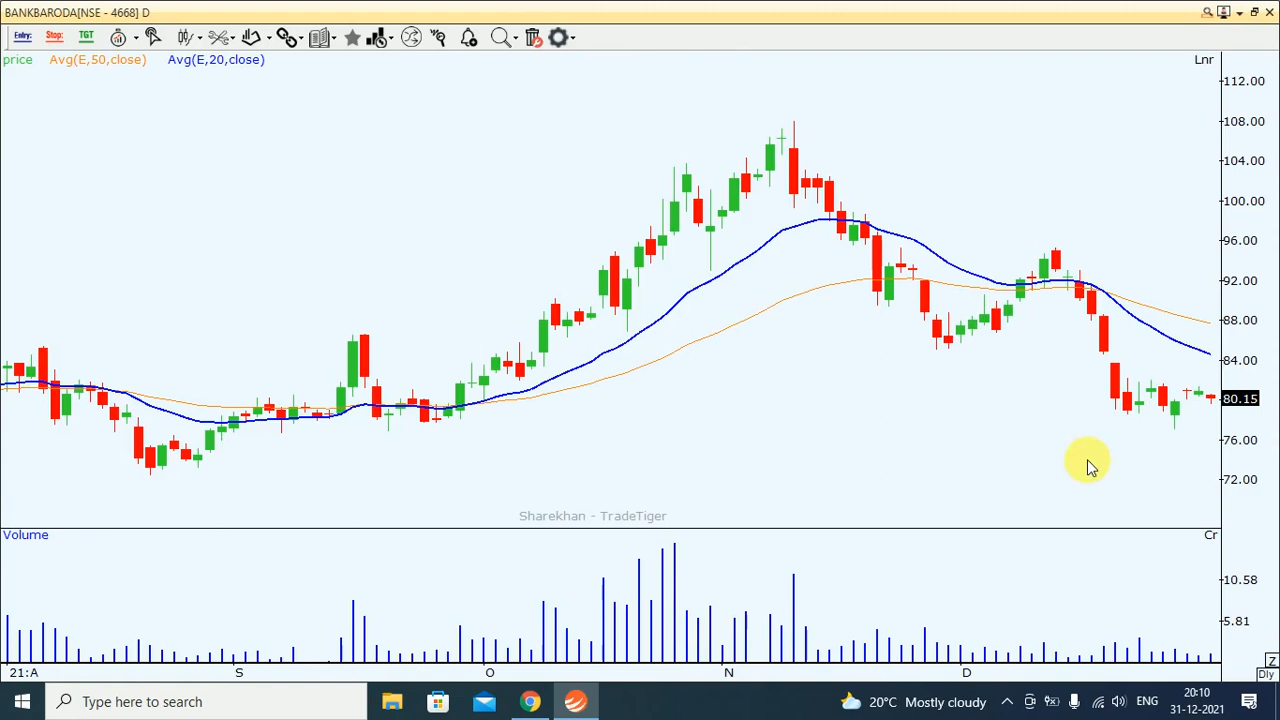 BANKBARODA[NSE - 4668] D
Entry: Stop: TGT
price Avg(E,50,close) Avg(E,20,close) Lnr
112.00
108.00
104.00
100.00
96.00
92.00
88.00
84.00
80.15
76.00
72.00
Sharekhan - TradeTiger
Volume Cr
10.58
5.81
21:A S O N D
Z
Dly
Type here to search
20°C Mostly cloudy
ENG
20:10
31-12-2021